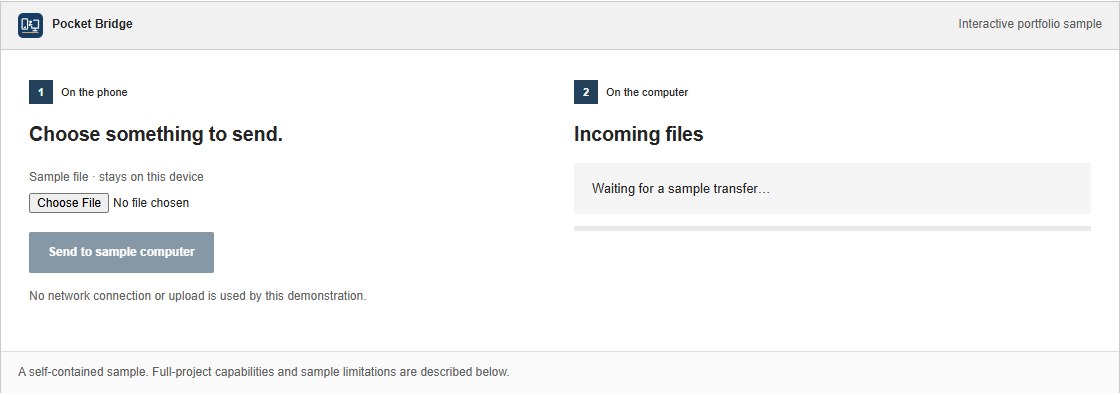 Pocket Bridge
Interactive portfolio sample
1 On the phone
Choose something to send.
Sample file · stays on this device
Choose File No file chosen
Send to sample computer
No network connection or upload is used by this demonstration.
2 On the computer
Incoming files
Waiting for a sample transfer…
A self-contained sample. Full-project capabilities and sample limitations are described below.